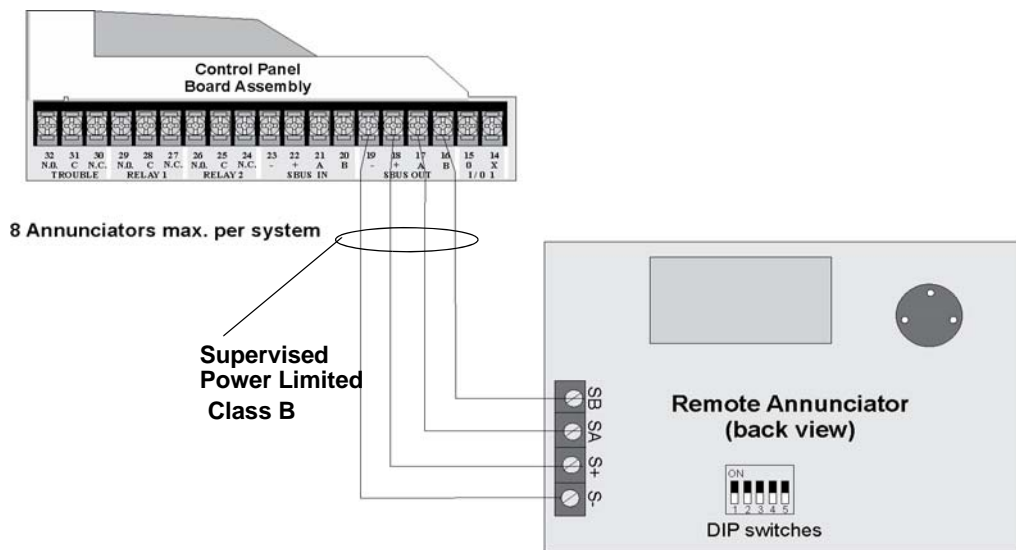 Control Panel
Board Assembly
32 31 30 29 28 27 26 25 24 23 22 21 20 19 18 17 16 15 14
N.O. C N.C. N.O. C N.C. N.O. C N.C. - + A B - + A B 0 X
TROUBLE RELAY 1 RELAY 2 SBUS IN SBUS OUT I/0 1
8 Annunciators max. per system
Supervised
Power Limited
Class B
SB
SA
S+
S-
Remote Annunciator
(back view)
ON
1 2 3 4 5
DIP switches